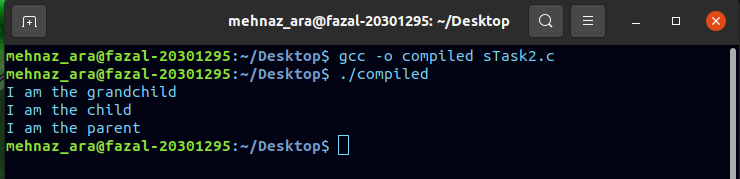 mehnaz_ara@fazal-20301295: ~/Desktop
mehnaz_ara@fazal-20301295:~/Desktop$ gcc -o compiled sTask2.c
mehnaz_ara@fazal-20301295:~/Desktop$ ./compiled
I am the grandchild
I am the child
I am the parent
mehnaz_ara@fazal-20301295:~/Desktop$